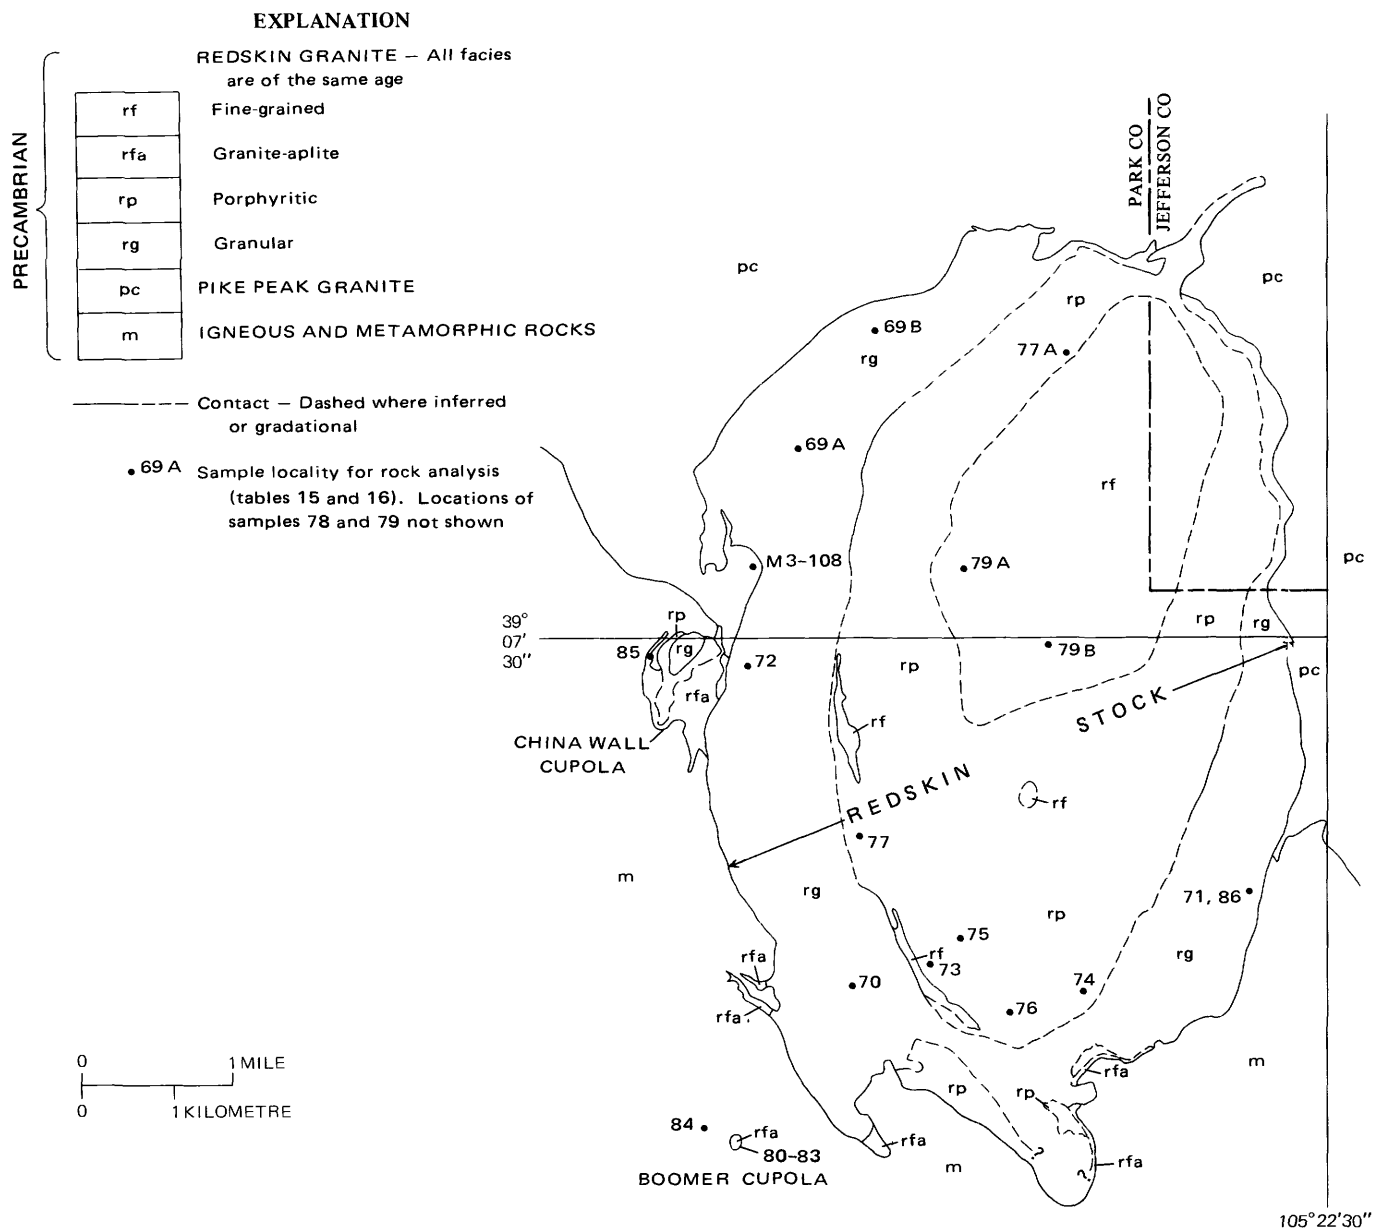 EXPLANATION
REDSKIN GRANITE — All facies
are of the same age
PRECAMBRIAN
rf Fine-grained
rfa Granite-aplite
rp Porphyritic
rg Granular
pc PIKE PEAK GRANITE
m IGNEOUS AND METAMORPHIC ROCKS
Contact — Dashed where inferred
or gradational
69 A Sample locality for rock analysis
(tables 15 and 16). Locations of
samples 78 and 79 not shown
PARK CO
JEFFERSON CO
pc
pc
rp
69 B
77 A
rg
69 A
rf
M3-108
79 A
pc
39°
07'
30"
rp
rp
rg
85
rg
72
rp
79 B
pc
rfa
STOCK
rf
CHINA WALL
CUPOLA
REDSKIN
rf
77
m
rg
71, 86
rp
75
rf
73
rg
rfa
70
74
76
rfa
m
rfa
rp
rp
84
rfa
80-83
rfa
m
?
?
rfa
BOOMER CUPOLA
0 1 MILE
0 1 KILOMETRE
105°22'30"